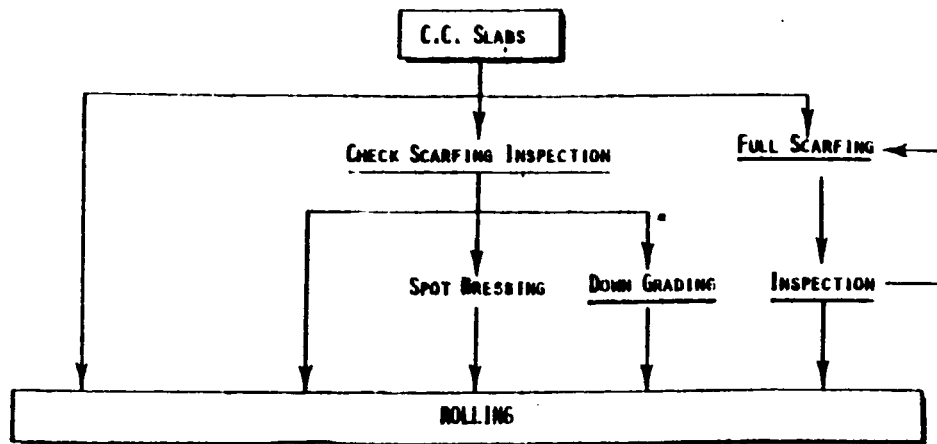 C.C. SLABS
CHECK SCARFING INSPECTION
FULL SCARFING
SPOT DRESSING
DOWN GRADING
INSPECTION
ROLLING